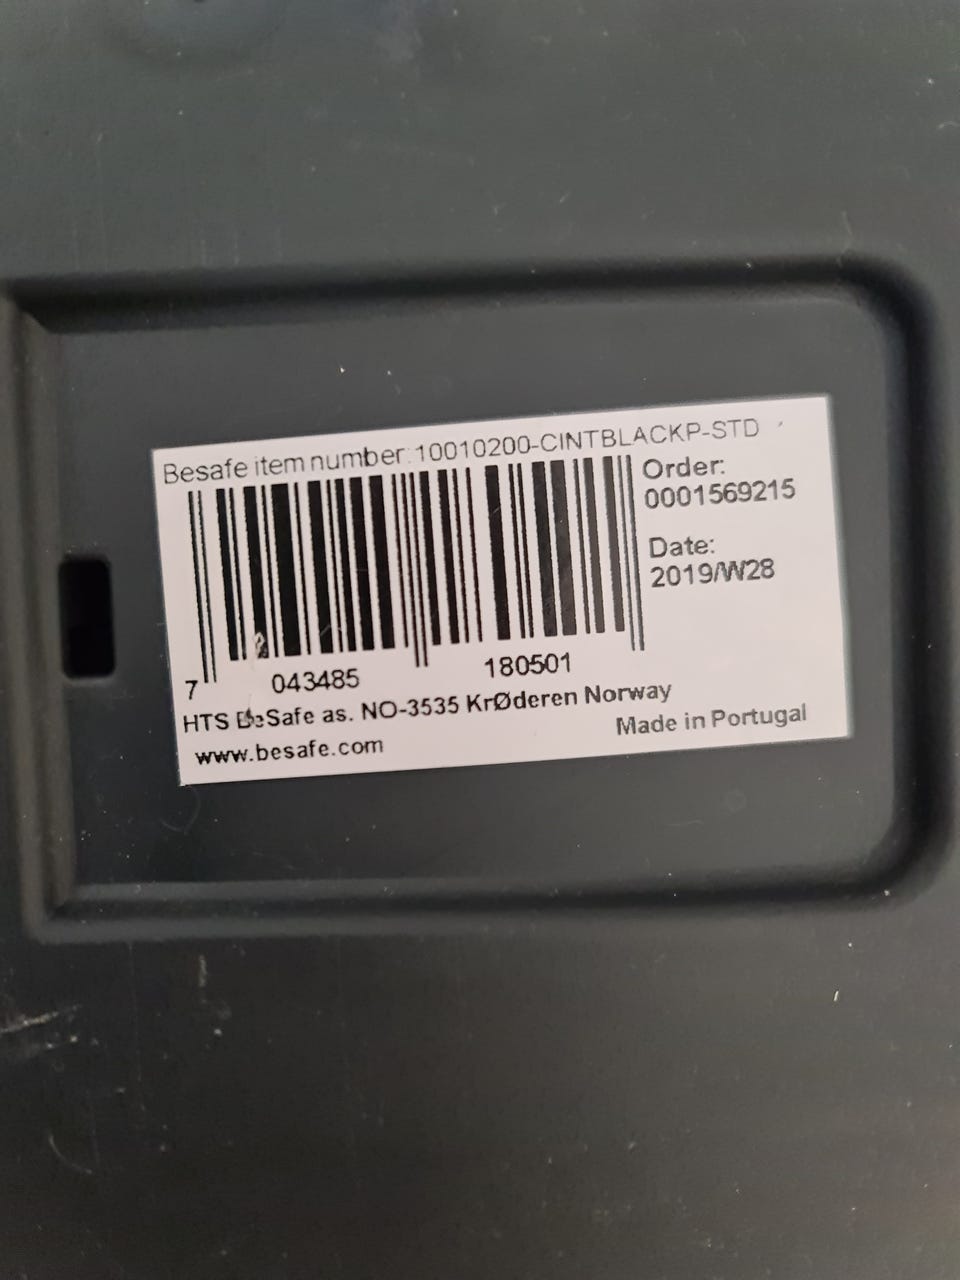 Besafe item number:10010200-CINTBLACKP-STD
Order:
0001569215
Date:
2019/W28
7 043485 180501
HTS BeSafe as. NO-3535 KrØderen Norway
Made in Portugal
www.besafe.com